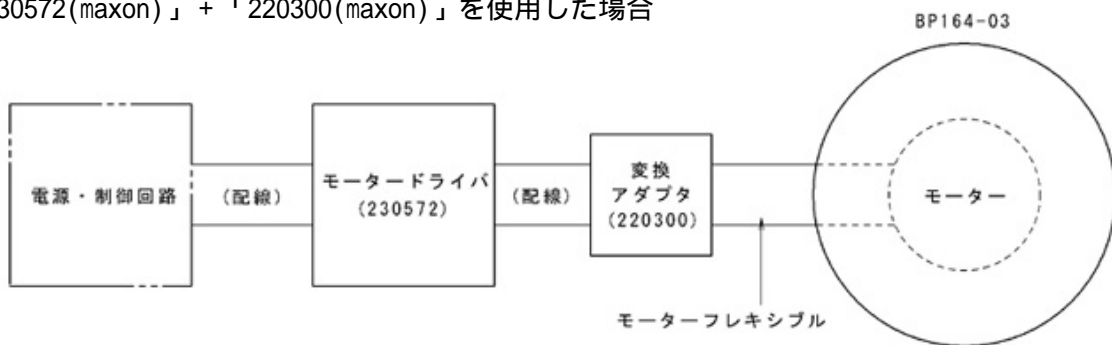 30572(maxon)」+「220300(maxon)」を使用した場合
BP164-03
電源・制御回路
(配線)
モータードライバ
(230572)
(配線)
変換
アダプタ
(220300)
モーター
モーターフレキシブル